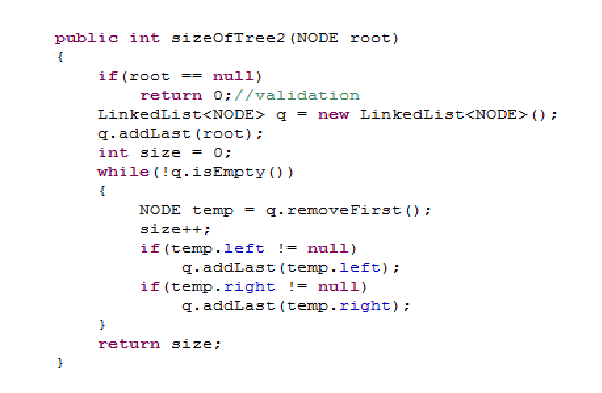 public int sizeOfTree2(NODE root)
{
if(root == null)
return 0;//validation
LinkedList<NODE> q = new LinkedList<NODE>();
q.addLast(root);
int size = 0;
while(!q.isEmpty())
{
NODE temp = q.removeFirst();
size++;
if(temp.left != null)
q.addLast(temp.left);
if(temp.right != null)
q.addLast(temp.right);
}
return size;
}